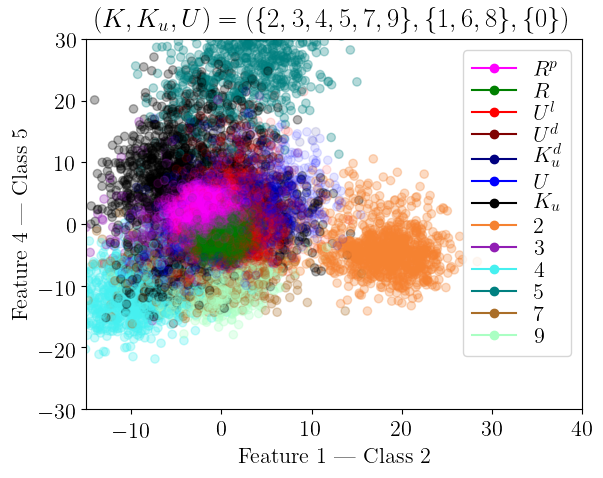 (K, K_u, U) = ({2, 3, 4, 5, 7, 9}, {1, 6, 8}, {0})
30
20
10
0
−10
−20
−30
Feature 4 — Class 5
R^p
R
U^l
U^d
K_u^d
U
K_u
2
3
4
5
7
9
−10
0
10
20
30
40
Feature 1 — Class 2